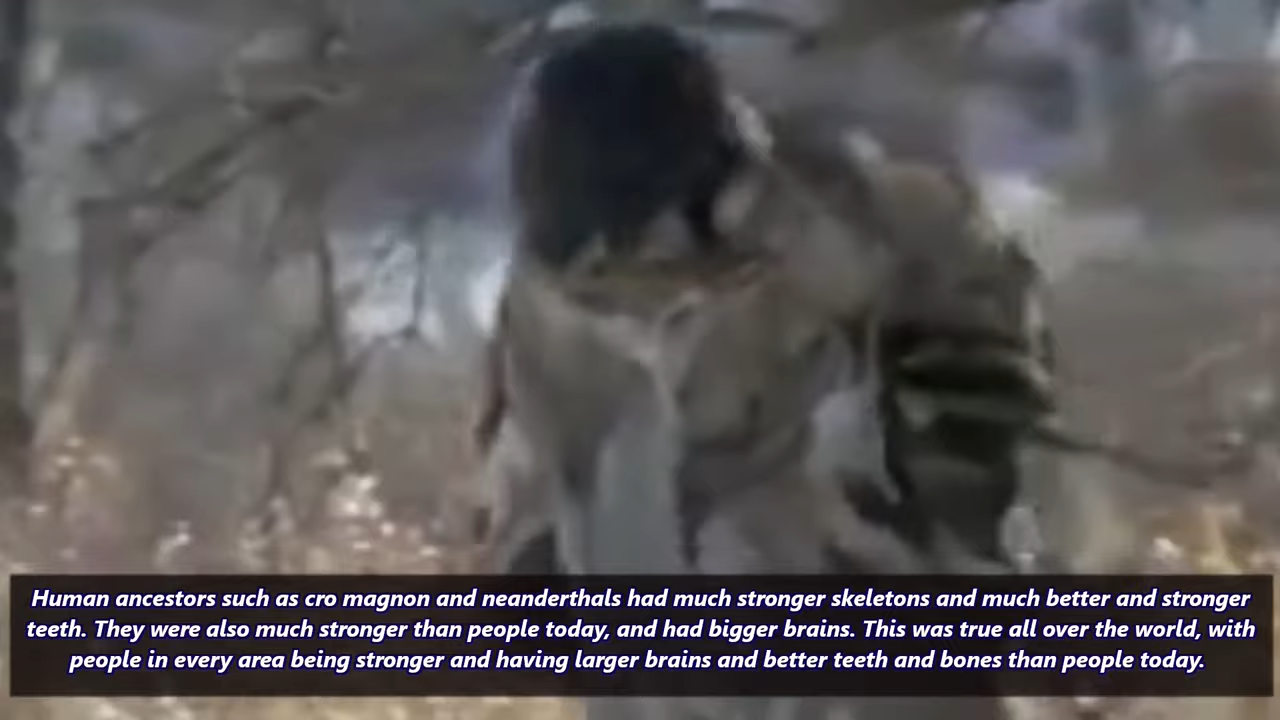 Human ancestors such as cro magnon and neanderthals had much stronger skeletons and much better and stronger
teeth. They were also much stronger than people today, and had bigger brains. This was true all over the world, with
people in every area being stronger and having larger brains and better teeth and bones than people today.